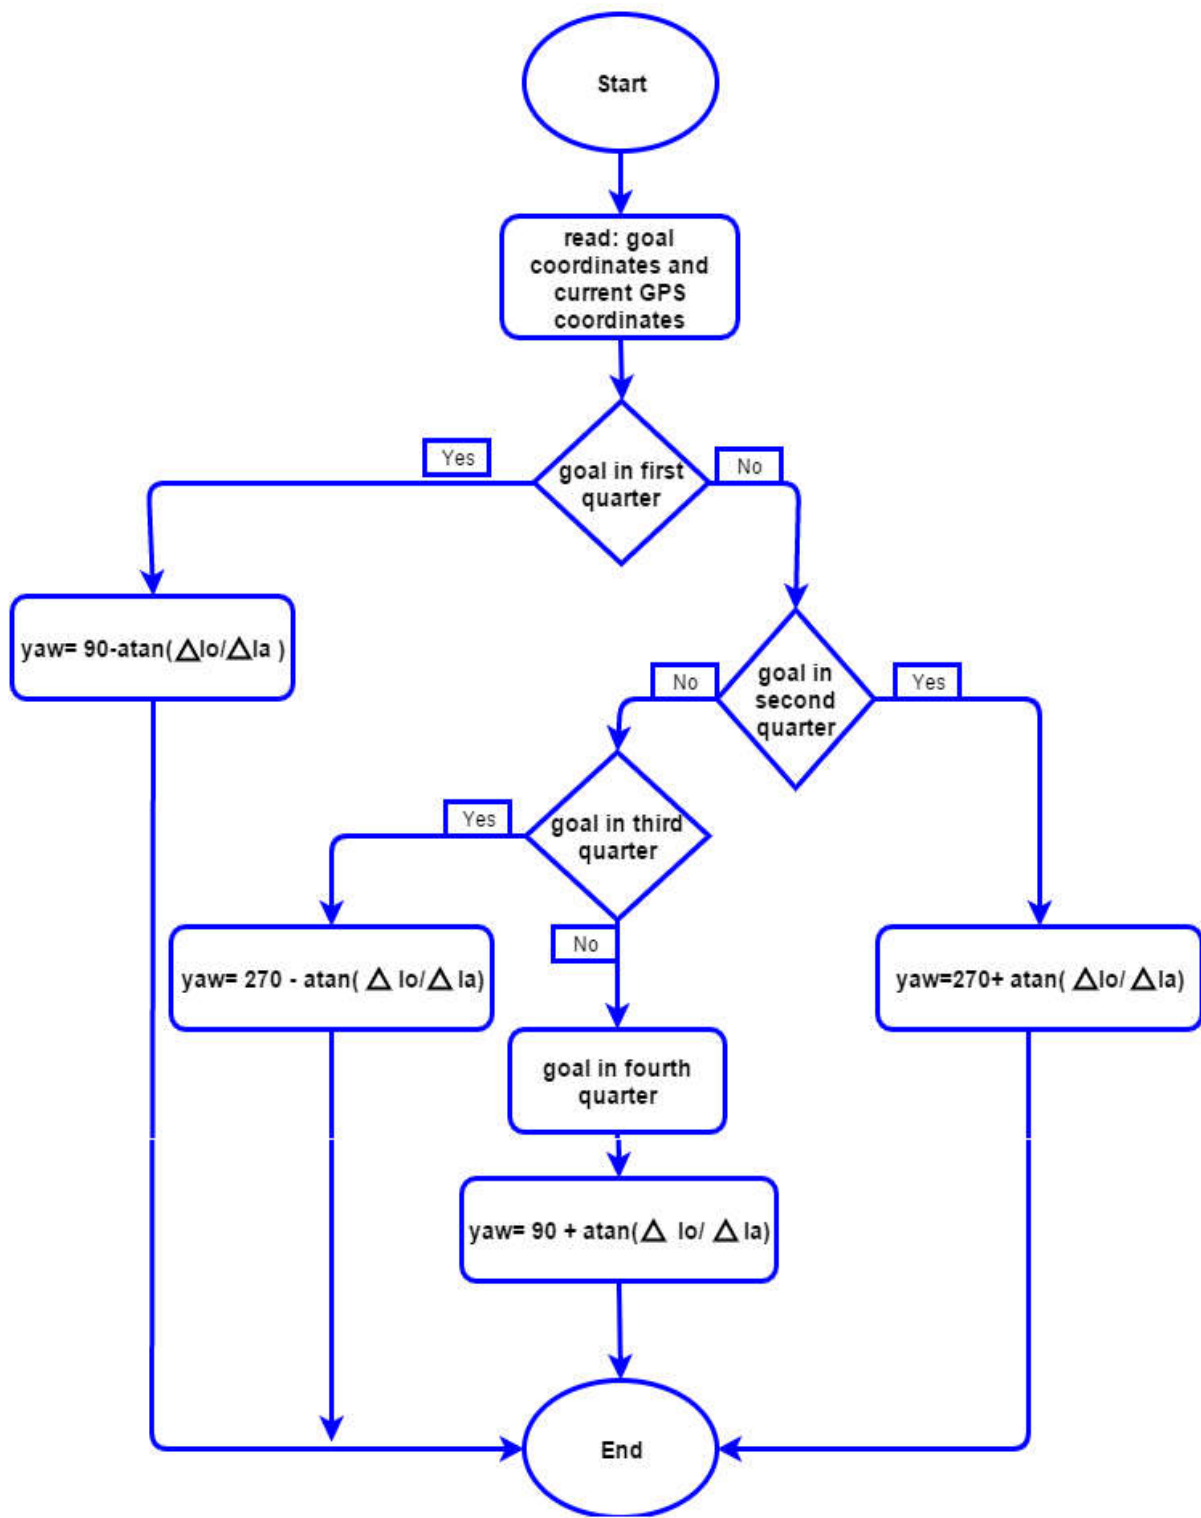 Start
read: goal
coordinates and
current GPS
coordinates
Yes
goal in first
quarter
No
yaw= 90-atan(△lo/△la )
No
goal in
second
quarter
Yes
Yes
goal in third
quarter
No
yaw= 270 - atan( △ lo/△ la)
yaw=270+ atan( △lo/ △la)
goal in fourth
quarter
yaw= 90 + atan(△ lo/ △ la)
End